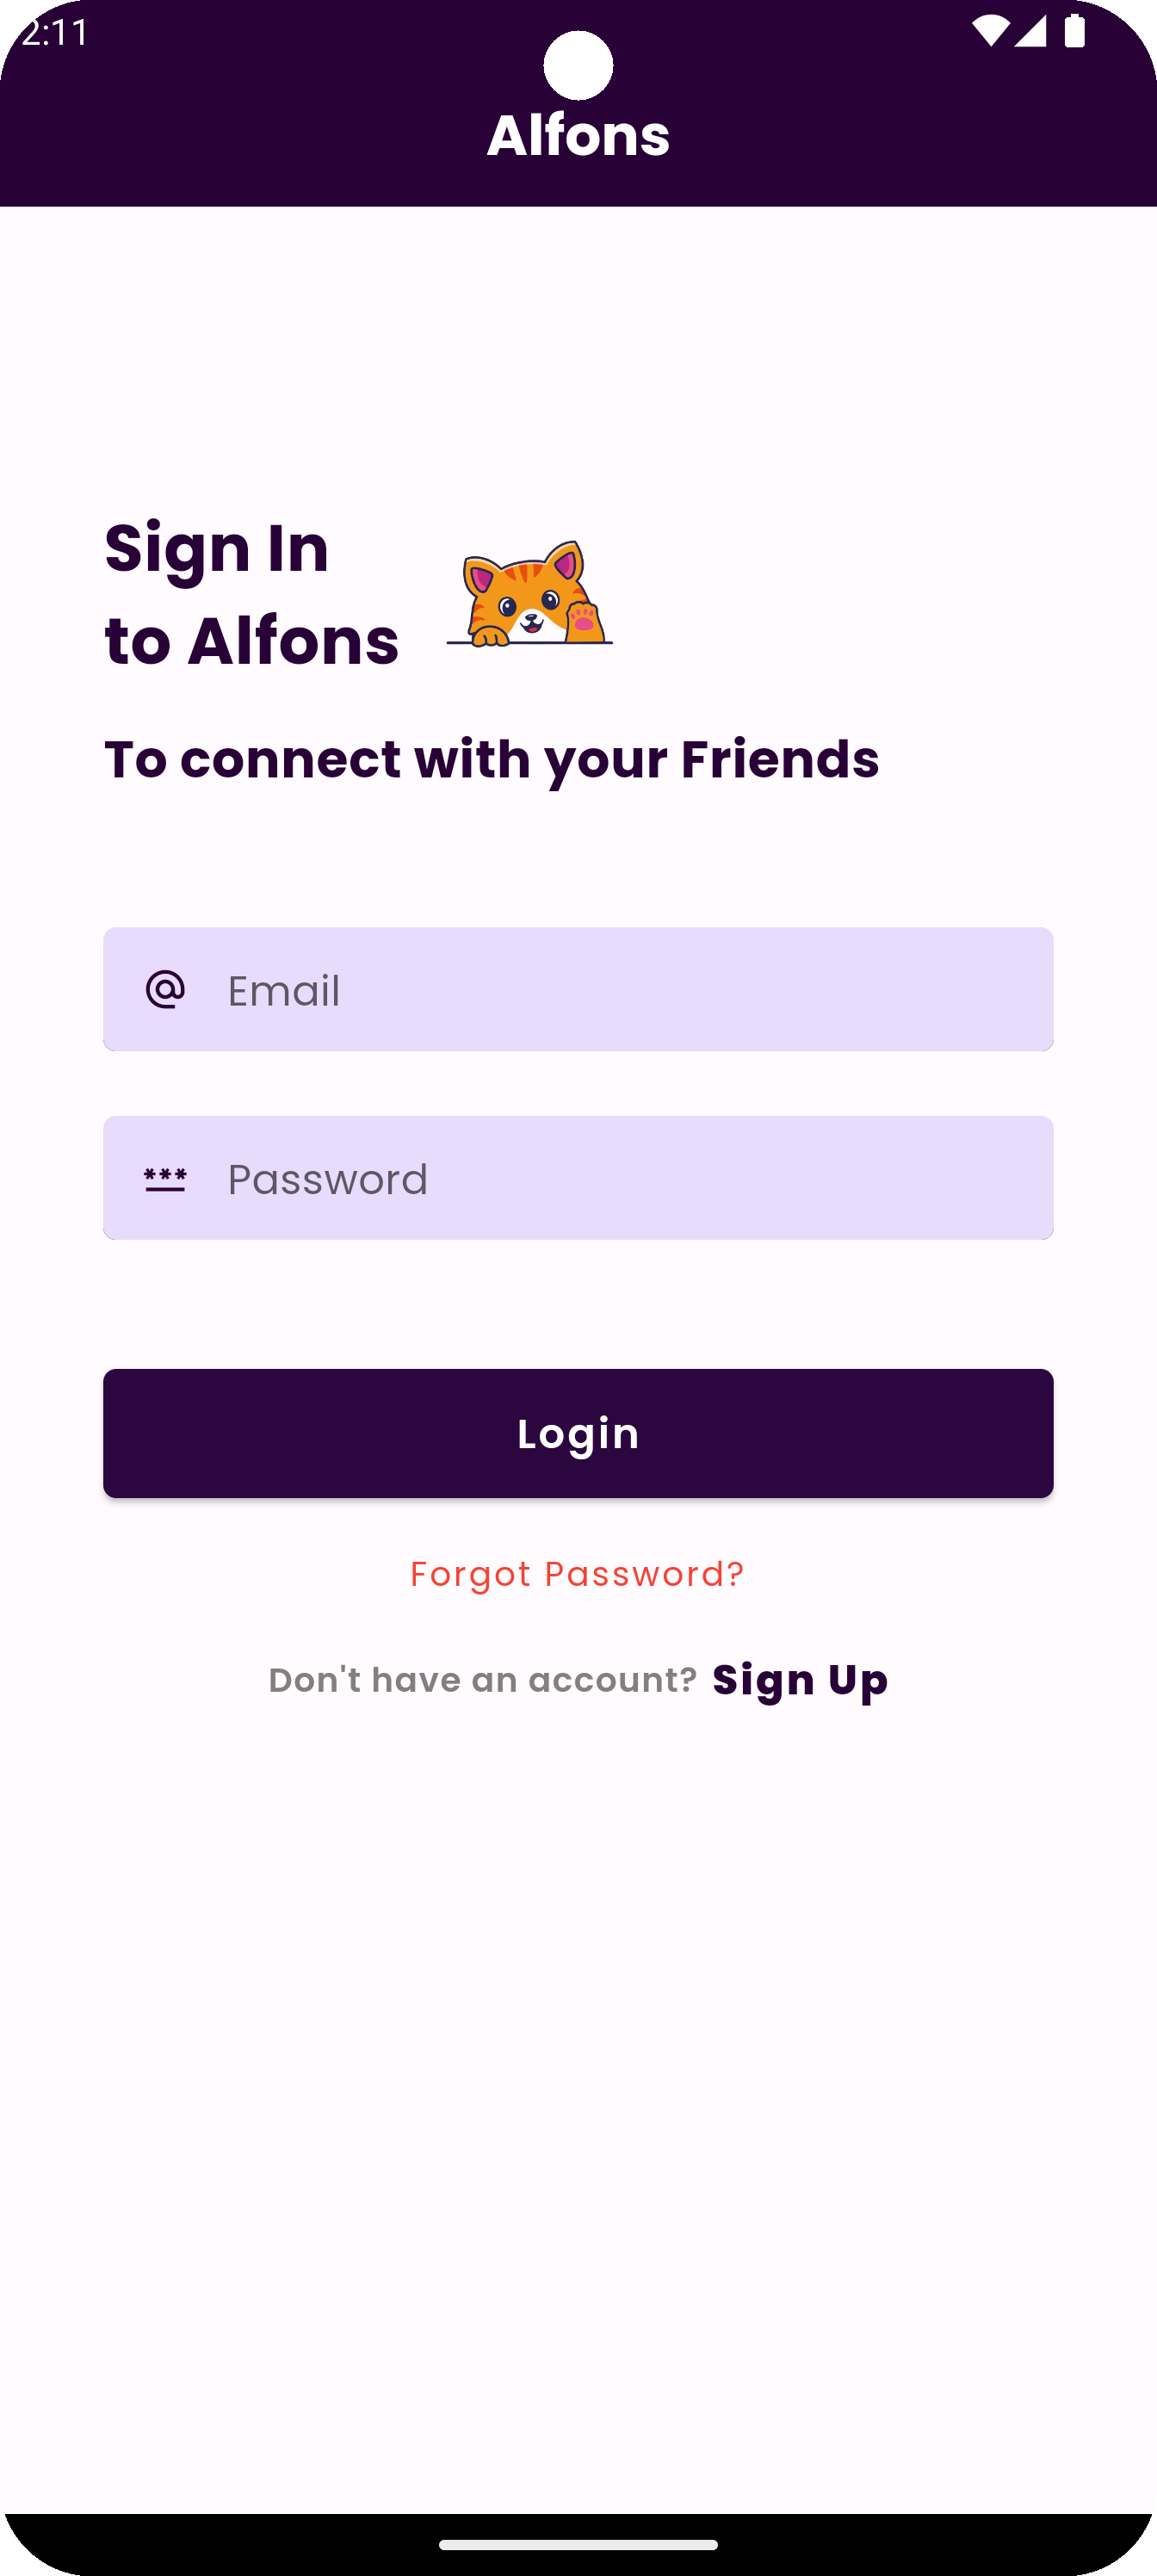 2:11
Alfons
Sign In
to Alfons
To connect with your Friends
Email
Password
Login
Forgot Password?
Don't have an account? Sign Up